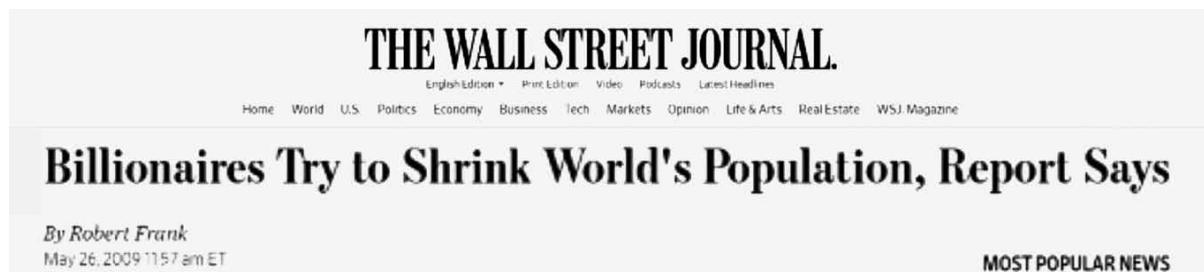 THE WALL STREET JOURNAL.
English Edition Print Edition Video Podcasts Latest Headlines
Home World U.S. Politics Economy Business Tech Markets Opinion Life & Arts Real Estate WSJ. Magazine
Billionaires Try to Shrink World's Population, Report Says
By Robert Frank
May 26, 2009 11:57 am ET
MOST POPULAR NEWS